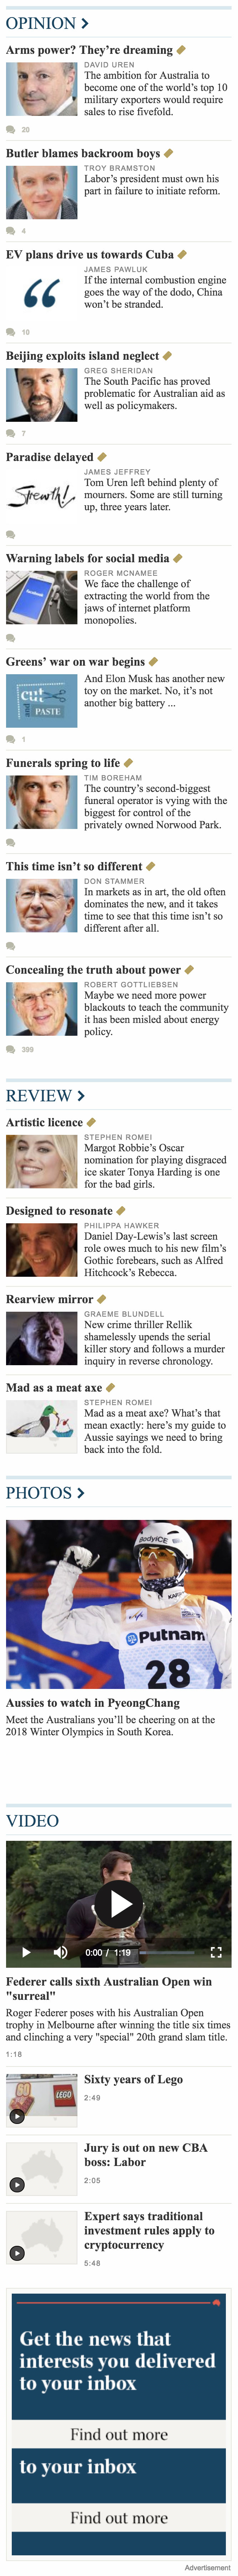 OPINION >
Arms power? They're dreaming
DAVID UREN
The ambition for Australia to
become one of the world's top 10
military exporters would require
sales to rise fivefold.
20
Butler blames backroom boys
TROY BRAMSTON
Labor's president must own his
part in failure to initiate reform.
4
EV plans drive us towards Cuba
JAMES PAWLUK
If the internal combustion engine
goes the way of the dodo, China
won't be stranded.
10
Beijing exploits island neglect
GREG SHERIDAN
The South Pacific has proved
problematic for Australian aid as
well as policymakers.
7
Paradise delayed
JAMES JEFFREY
Strewth!
Tom Uren left behind plenty of
mourners. Some are still turning
up, three years later.
Warning labels for social media
ROGER MCNAMEE
We face the challenge of
extracting the world from the
jaws of internet platform
monopolies.
Greens' war on war begins
cut
and
PASTE
And Elon Musk has another new
toy on the market. No, it's not
another big battery ...
1
Funerals spring to life
TIM BOREHAM
The country's second-biggest
funeral operator is vying with the
biggest for control of the
privately owned Norwood Park.
This time isn't so different
DON STAMMER
In markets as in art, the old often
dominates the new, and it takes
time to see that this time isn't so
different after all.
Concealing the truth about power
ROBERT GOTTLIEBSEN
Maybe we need more power
blackouts to teach the community
it has been misled about energy
policy.
399
REVIEW >
Artistic licence
STEPHEN ROMEI
Margot Robbie's Oscar
nomination for playing disgraced
ice skater Tonya Harding is one
for the bad girls.
Designed to resonate
PHILIPPA HAWKER
Daniel Day-Lewis's last screen
role owes much to his new film's
Gothic forebears, such as Alfred
Hitchcock's Rebecca.
Rearview mirror
GRAEME BLUNDELL
New crime thriller Rellik
shamelessly upends the serial
killer story and follows a murder
inquiry in reverse chronology.
Mad as a meat axe
STEPHEN ROMEI
Mad as a meat axe? What's that
mean exactly: here's my guide to
Aussie sayings we need to bring
back into the fold.
PHOTOS >
BODYICE
Putnam
28
Aussies to watch in PyeongChang
Meet the Australians you'll be cheering on at the
2018 Winter Olympics in South Korea.
VIDEO
0:00 / 1:19
Federer calls sixth Australian Open win
"surreal"
Roger Federer poses with his Australian Open
trophy in Melbourne after winning the title six times
and clinching a very "special" 20th grand slam title.
1:18
LEGO
Sixty years of Lego
2:49
Jury is out on new CBA
boss: Labor
2:05
Expert says traditional
investment rules apply to
cryptocurrency
5:48
Get the news that
interests you delivered
to your inbox
Find out more
to your inbox
Find out more
Advertisement